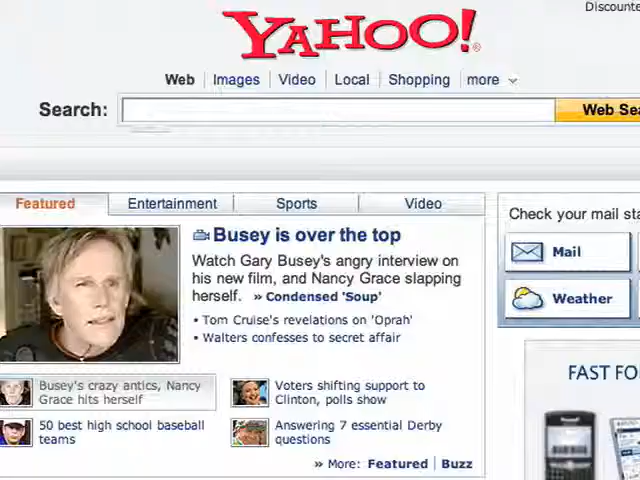 Discounte
YAHOO!®
Web Images Video Local Shopping more
Search: Web Sea
Featured Entertainment Sports Video
Busey is over the top
Watch Gary Busey's angry interview on
his new film, and Nancy Grace slapping
herself. » Condensed 'Soup'
• Tom Cruise's revelations on 'Oprah'
• Walters confesses to secret affair
Busey's crazy antics, Nancy
Grace hits herself
Voters shifting support to
Clinton, polls show
50 best high school baseball
teams
Answering 7 essential Derby
questions
» More: Featured | Buzz
Check your mail sta
Mail
Weather
FAST FO